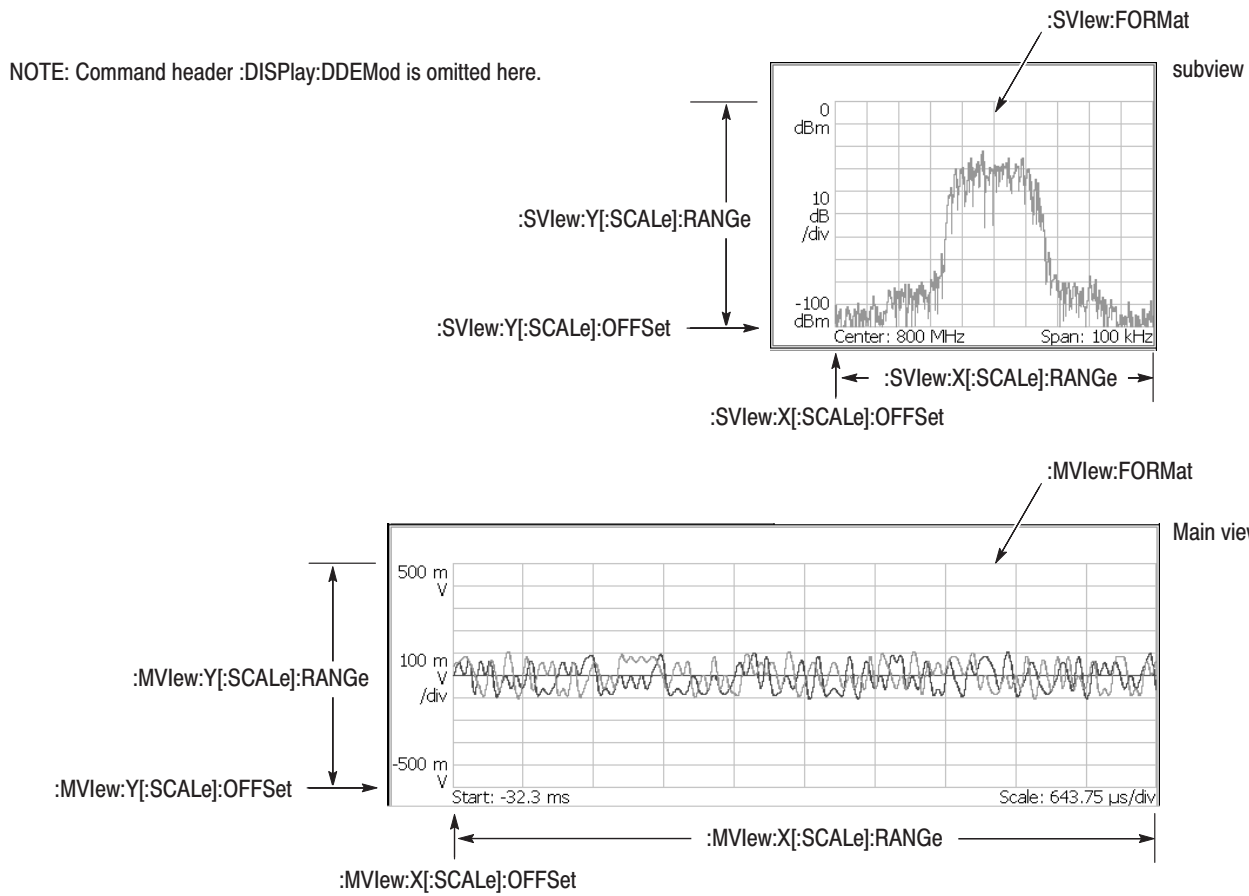 :SVIew:FORMat
NOTE: Command header :DISPlay:DDEMod is omitted here.
subview
0
dBm
10
dB
/div
:SVIew:Y[:SCALe]:RANGe
-100
dBm
:SVIew:Y[:SCALe]:OFFSet
Center: 800 MHz
Span: 100 kHz
:SVIew:X[:SCALe]:RANGe
:SVIew:X[:SCALe]:OFFSet
:MVIew:FORMat
Main view
500 m
V
100 m
V
/div
:MVIew:Y[:SCALe]:RANGe
-500 m
V
:MVIew:Y[:SCALe]:OFFSet
Start: -32.3 ms
Scale: 643.75 µs/div
:MVIew:X[:SCALe]:RANGe
:MVIew:X[:SCALe]:OFFSet